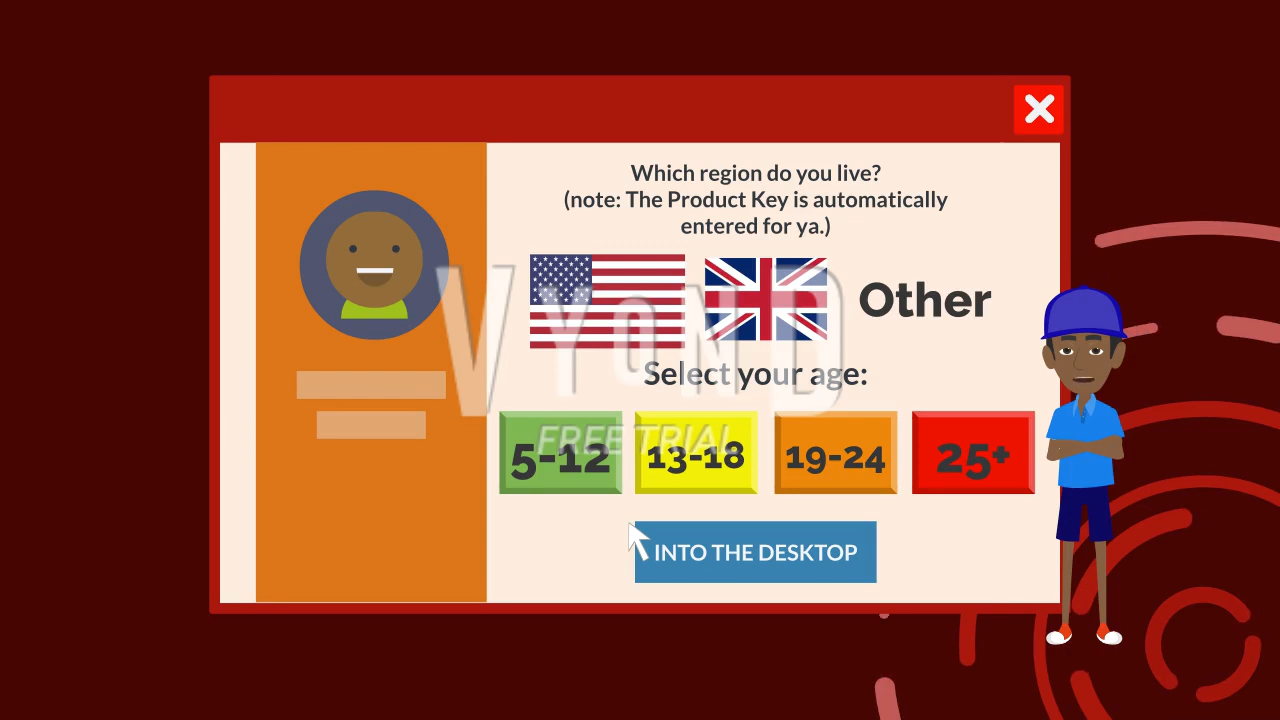 Which region do you live?
(note: The Product Key is automatically
entered for ya.)
Other
Select your age:
5-12
13-18
19-24
25+
INTO THE DESKTOP
VYOND
FREE TRIAL